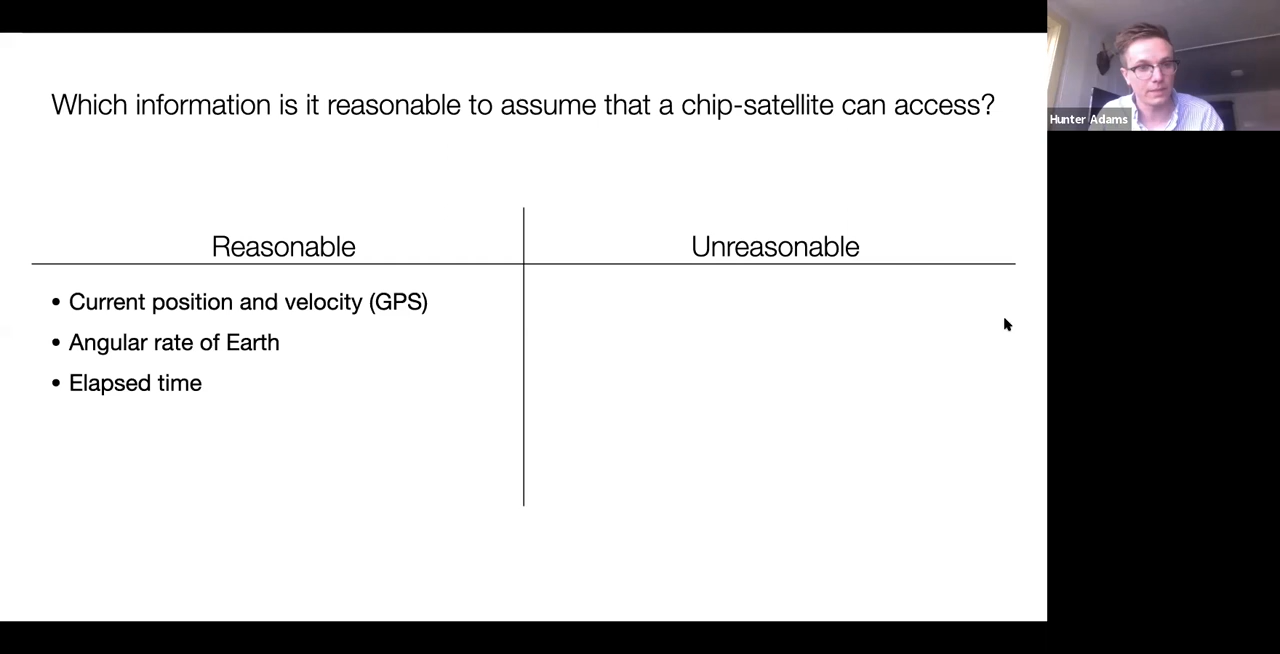 Which information is it reasonable to assume that a chip-satellite can access?
Hunter Adams
Reasonable
Unreasonable
• Current position and velocity (GPS)
• Angular rate of Earth
• Elapsed time